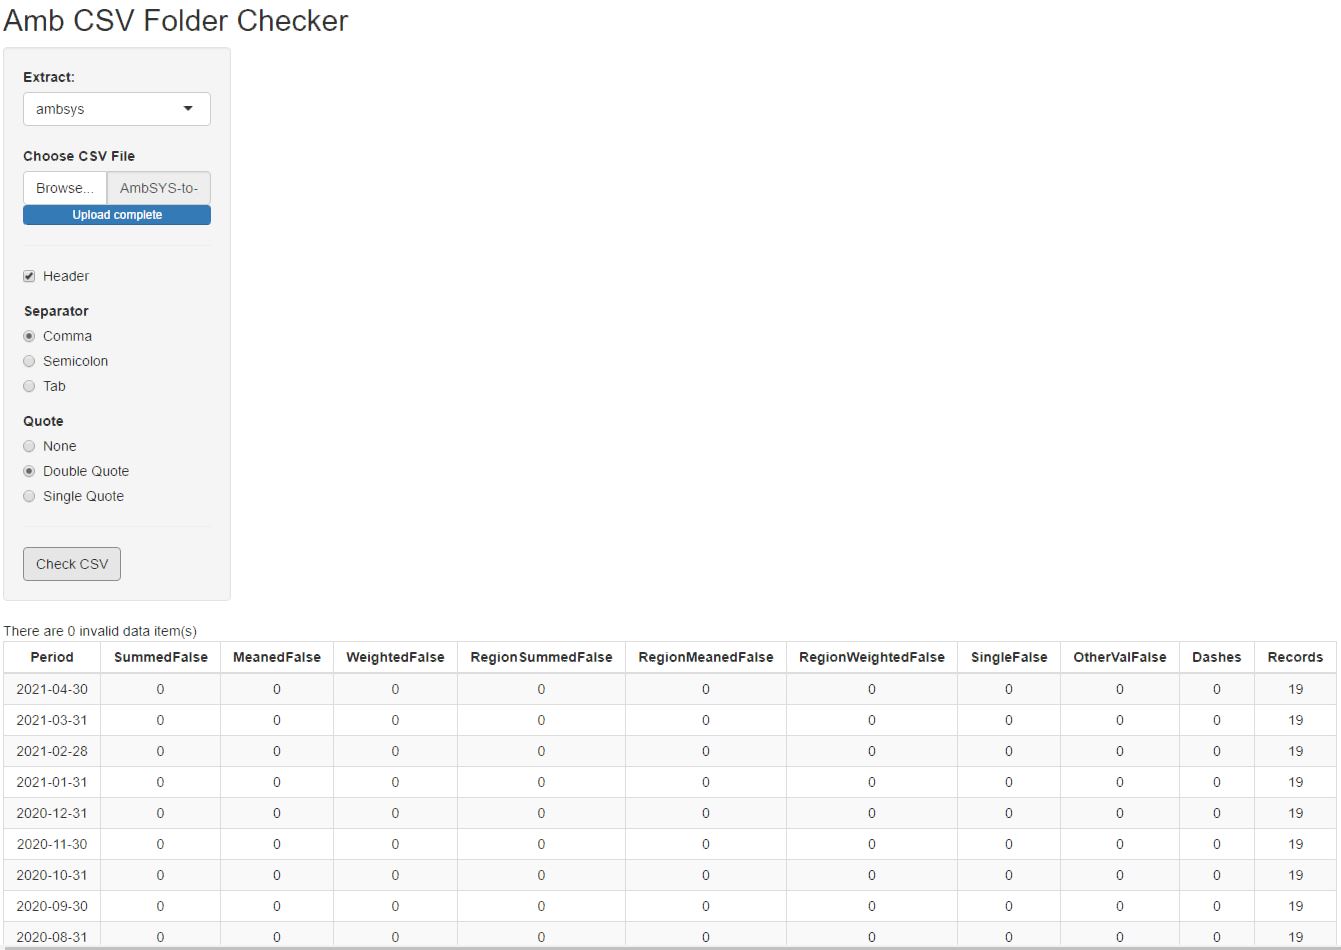 Amb CSV Folder Checker
Extract:
ambsys
Choose CSV File
Browse... AmbSYS-to-
Upload complete
Header
Separator
Comma
Semicolon
Tab
Quote
None
Double Quote
Single Quote
Check CSV
There are 0 invalid data item(s)
Period SummedFalse MeanedFalse WeightedFalse RegionSummedFalse RegionMeanedFalse RegionWeightedFalse SingleFalse OtherValFalse Dashes Records
2021-04-30 0 0 0 0 0 0 0 0 0 19
2021-03-31 0 0 0 0 0 0 0 0 0 19
2021-02-28 0 0 0 0 0 0 0 0 0 19
2021-01-31 0 0 0 0 0 0 0 0 0 19
2020-12-31 0 0 0 0 0 0 0 0 0 19
2020-11-30 0 0 0 0 0 0 0 0 0 19
2020-10-31 0 0 0 0 0 0 0 0 0 19
2020-09-30 0 0 0 0 0 0 0 0 0 19
2020-08-31 0 0 0 0 0 0 0 0 0 19